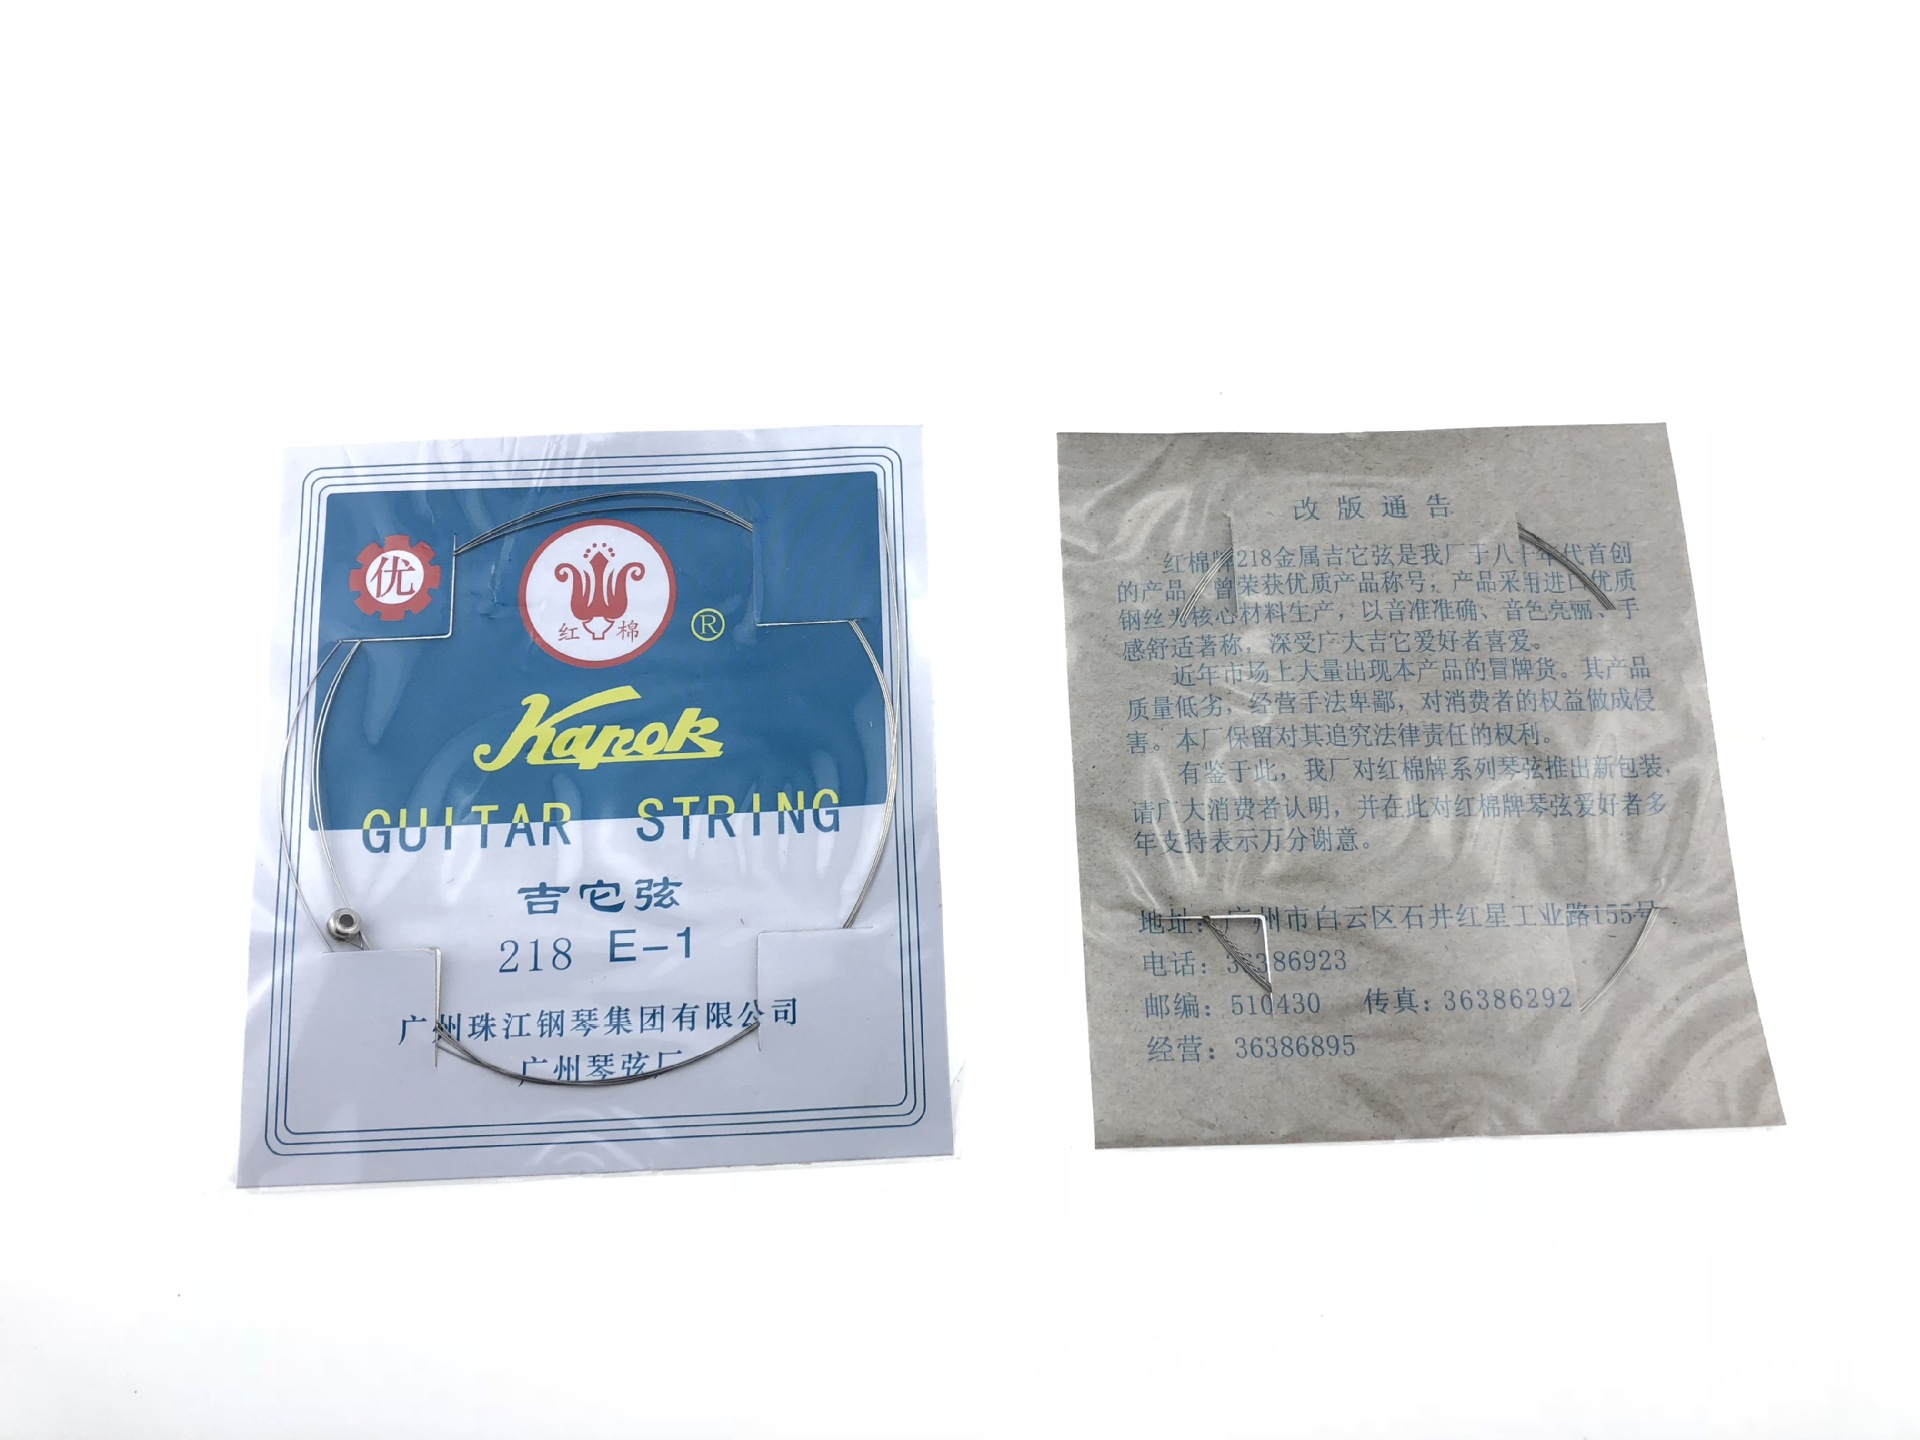 优
红 棉
®
Kapok
GUITAR STRING
吉它弦
218 E-1
广州珠江钢琴集团有限公司
广州琴弦厂
改版通告
红棉牌218金属吉它弦是我厂于八十年代首创
的产品，曾荣获优质产品称号，产品采用进口优质
钢丝为核心材料生产，以音准准确、音色亮丽、手
感舒适著称，深受广大吉它爱好者喜爱。
近年市场上大量出现本产品的冒牌货。其产品
质量低劣，经营手法卑鄙，对消费者的权益做成侵
害。本厂保留对其追究法律责任的权利。
有鉴于此，我厂对红棉牌系列琴弦推出新包装，
请广大消费者认明，并在此对红棉牌琴弦爱好者多
年支持表示万分谢意。
地址：广州市白云区石井红星工业路155号
电话：36386923
邮编：510430 传真：36386292
经营：36386895